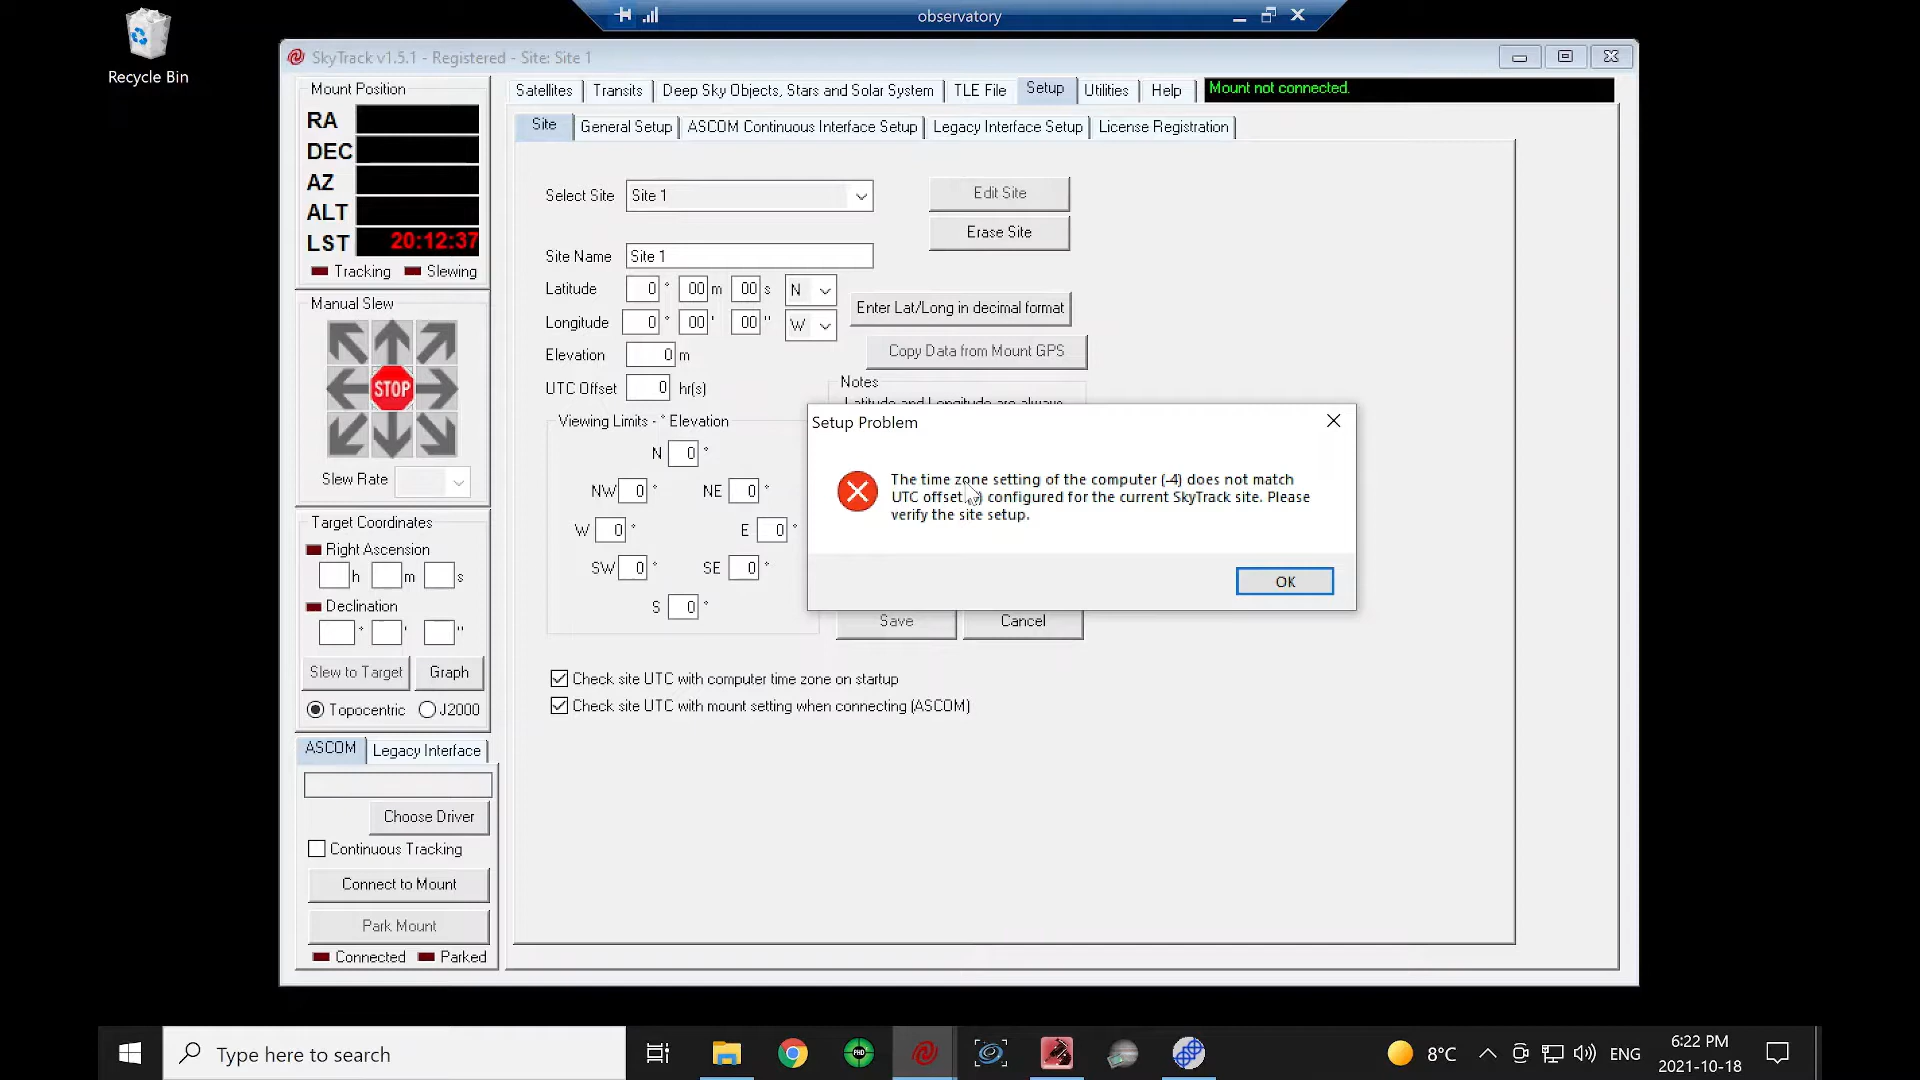 observatory
Recycle Bin
SkyTrack v1.5.1 - Registered - Site: Site 1
Mount Position
RA
DEC
AZ
ALT
LST 20:12:37
Tracking Slewing
Manual Slew
STOP
Slew Rate
Target Coordinates
Right Ascension
h m s
Declination
° ' "
Slew to Target Graph
Topocentric J2000
ASCOM Legacy Interface
Choose Driver
Continuous Tracking
Connect to Mount
Park Mount
Connected Parked
Satellites Transits Deep Sky Objects, Stars and Solar System TLE File Setup Utilities Help
Mount not connected.
Site General Setup ASCOM Continuous Interface Setup Legacy Interface Setup License Registration
Select Site Site 1
Edit Site
Erase Site
Site Name Site 1
Latitude 0 ° 00 m 00 s N
Longitude 0 ° 00 ' 00 " W
Enter Lat/Long in decimal format
Copy Data from Mount GPS
Elevation 0 m
UTC Offset 0 hr(s)
Notes
Latitude and Longitude are always
Viewing Limits - ° Elevation
N 0 °
NW 0 ° NE 0 °
W 0 ° E 0 °
SW 0 ° SE 0 °
S 0 °
Setup Problem
The time zone setting of the computer (-4) does not match
UTC offset ) configured for the current SkyTrack site. Please
verify the site setup.
OK
Save Cancel
Check site UTC with computer time zone on startup
Check site UTC with mount setting when connecting (ASCOM)
Type here to search
PHD
8°C
ENG
6:22 PM
2021-10-18